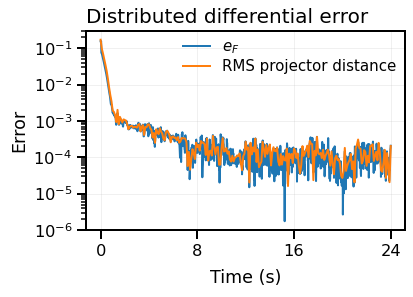 Distributed differential error
Error
10⁻¹
10⁻²
10⁻³
10⁻⁴
10⁻⁵
10⁻⁶
e_F
RMS projector distance
0 8 16 24
Time (s)